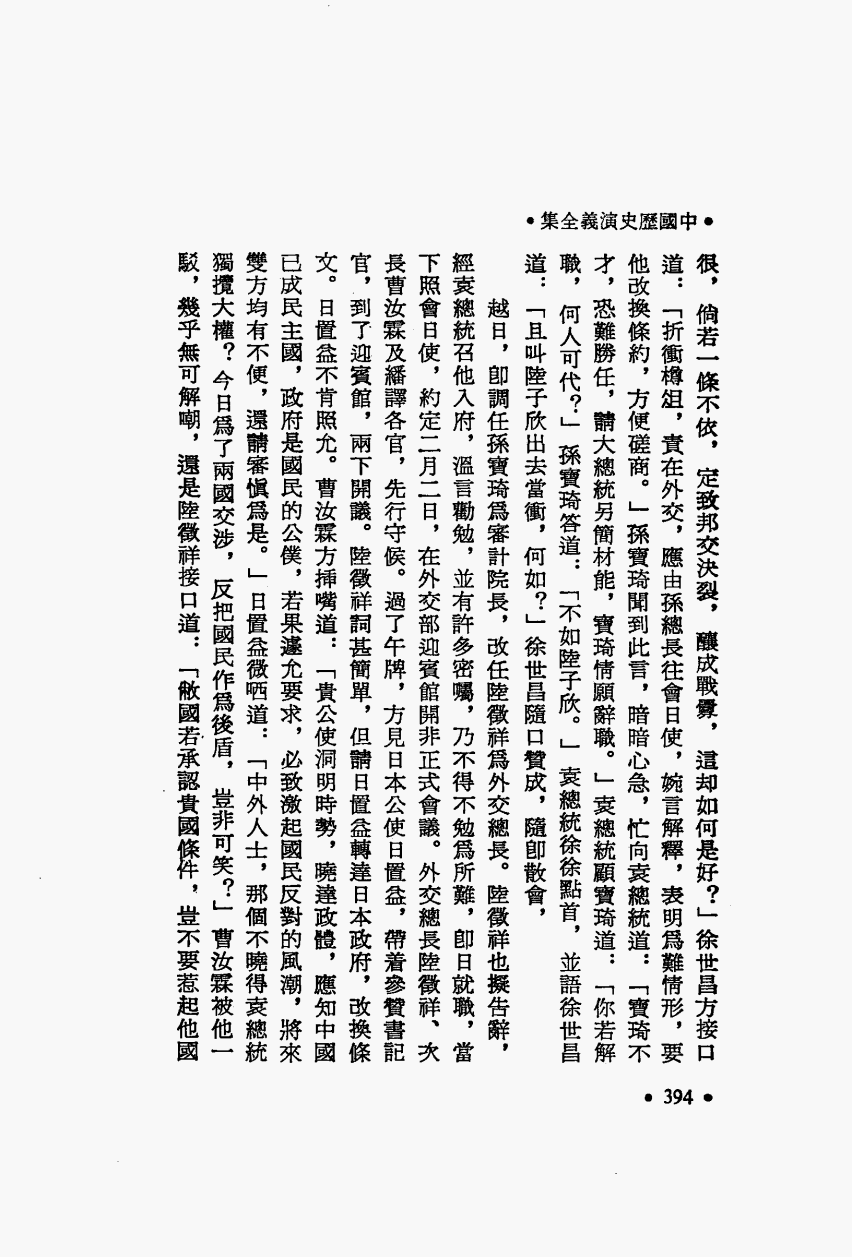 •中國歷史演義全集•
很，倘若一條不依，定致邦交決裂，釀成戰釁，這却如何是好？」徐世昌方接口
道：「折衝樽俎，責在外交，應由孫總長往會日使，婉言解釋，表明爲難情形，要
他改換條約，方便磋商。」孫寶琦聞到此言，暗暗心急，忙向袁總統道：「寶琦不
才，恐難勝任，請大總統另簡材能，寶琦情願辭職。」袁總統顧寶琦道：「你若解
職，何人可代？」孫寶琦答道：「不如陸子欣。」袁總統徐徐點首，並語徐世昌
道：「且叫陸子欣出去當衝，何如？」徐世昌隨口贊成，隨卽散會，
越日，卽調任孫寶琦爲審計院長，改任陸徵祥爲外交總長。陸徵祥也擬告辭，
經袁總統召他入府，溫言勸勉，並有許多密囑，乃不得不勉爲所難，卽日就職，當
下照會日使，約定二月二日，在外交部迎賓館開非正式會議。外交總長陸徵祥、次
長曹汝霖及繙譯各官，先行守候。過了午牌，方見日本公使日置益，帶着參贊書記
官，到了迎賓館，兩下開議。陸徵祥詞甚簡單，但請日置益轉達日本政府，改換條
文。日置益不肯照允。曹汝霖方揷嘴道：「貴公使洞明時勢，曉達政體，應知中國
已成民主國，政府是國民的公僕，若果遽允要求，必致激起國民反對的風潮，將來
雙方均有不便，還請審愼爲是。」日置益微哂道：「中外人士，那個不曉得袁總統
獨攬大權？今日爲了兩國交涉，反把國民作爲後盾，豈非可笑？」曹汝霖被他一
駁，幾乎無可解嘲，還是陸徵祥接口道：「敝國若承認貴國條件，豈不要惹起他國
• 394 •